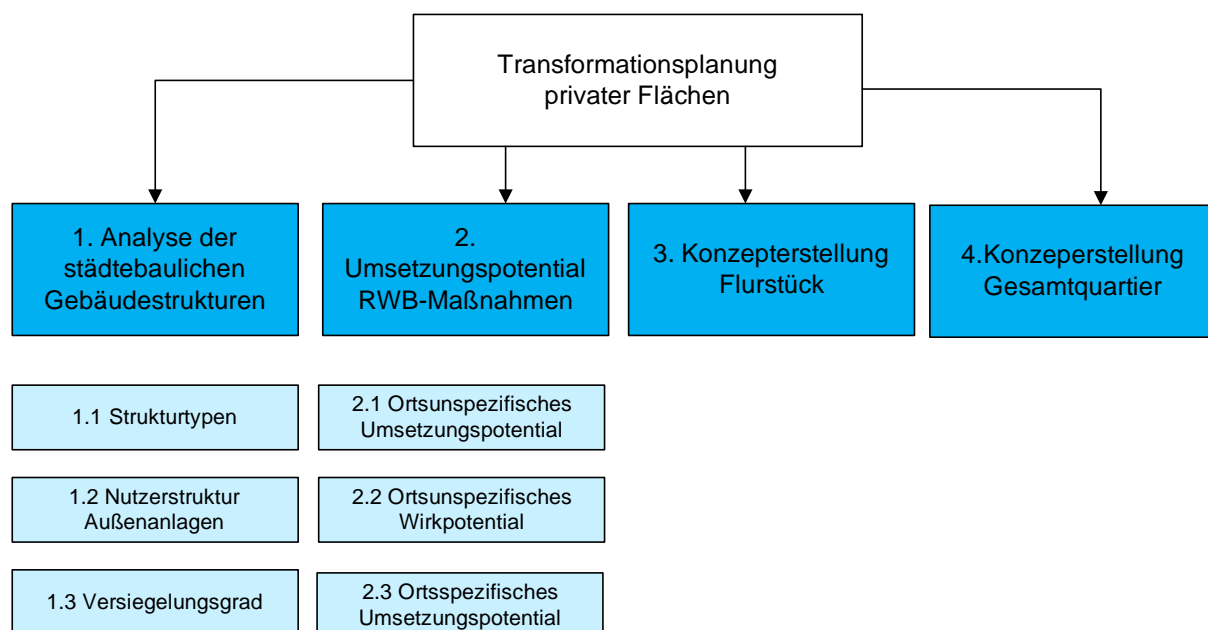 Transformationsplanung
privater Flächen
1. Analyse der
städtebaulichen
Gebäudestrukturen
2.
Umsetzungspotential
RWB-Maßnahmen
3. Konzepterstellung
Flurstück
4.Konzeperstellung
Gesamtquartier
1.1 Strukturtypen
2.1 Ortsunspezifisches
Umsetzungspotential
1.2 Nutzerstruktur
Außenanlagen
2.2 Ortsunspezifisches
Wirkpotential
1.3 Versiegelungsgrad
2.3 Ortsspezifisches
Umsetzungspotential